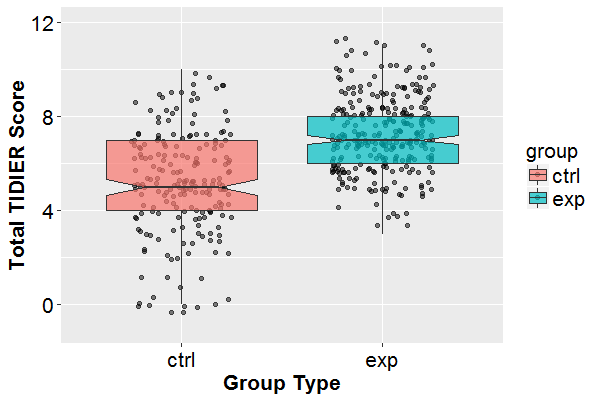 Total TIDIER Score
12
8
4
0
ctrl exp
Group Type
group
ctrl
exp